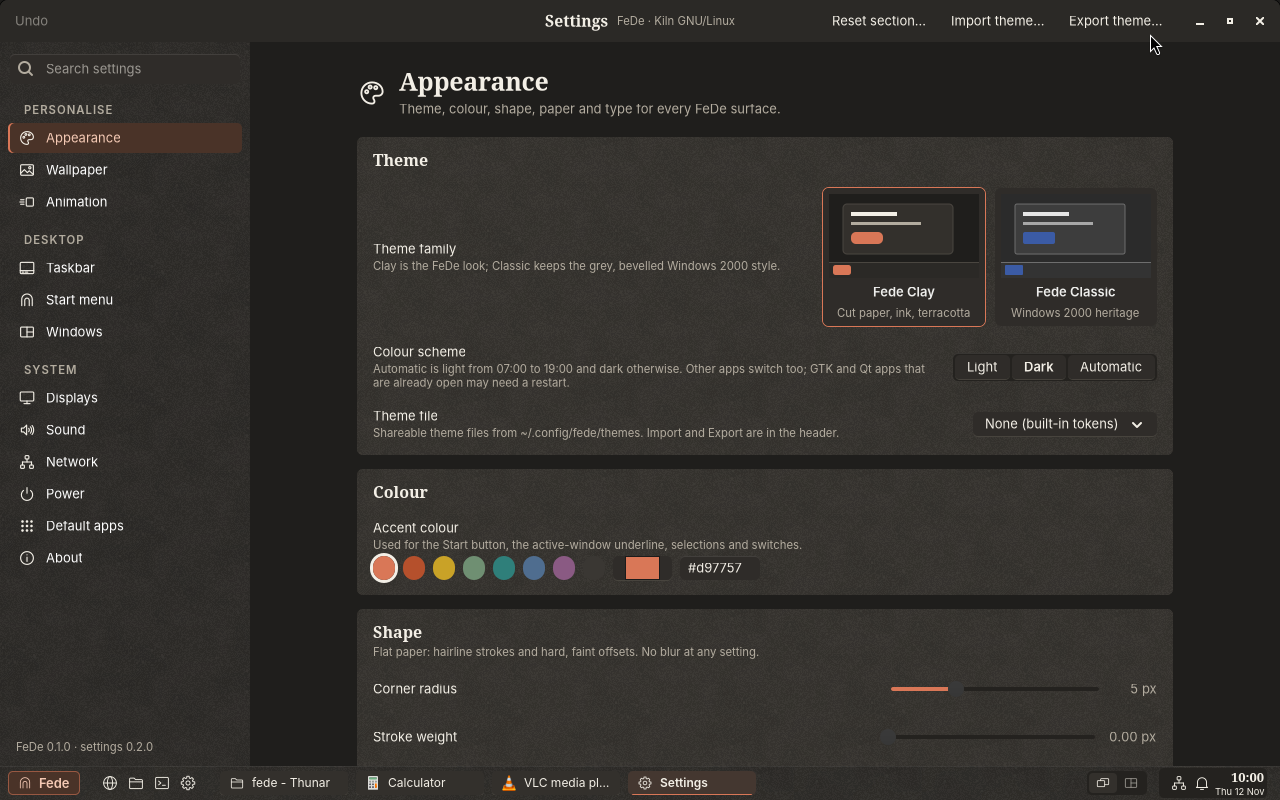 Undo
Settings FeDe · Kiln GNU/Linux
Reset section...
Import theme...
Export theme...
Search settings
PERSONALISE
Appearance
Wallpaper
Animation
DESKTOP
Taskbar
Start menu
Windows
SYSTEM
Displays
Sound
Network
Power
Default apps
About
FeDe 0.1.0 · settings 0.2.0
Appearance
Theme, colour, shape, paper and type for every FeDe surface.
Theme
Theme family
Clay is the FeDe look; Classic keeps the grey, bevelled Windows 2000 style.
Fede Clay
Cut paper, ink, terracotta
Fede Classic
Windows 2000 heritage
Colour scheme
Automatic is light from 07:00 to 19:00 and dark otherwise. Other apps switch too; GTK and Qt apps that
are already open may need a restart.
Light
Dark
Automatic
Theme file
Shareable theme files from ~/.config/fede/themes. Import and Export are in the header.
None (built-in tokens)
Colour
Accent colour
Used for the Start button, the active-window underline, selections and switches.
#d97757
Shape
Flat paper: hairline strokes and hard, faint offsets. No blur at any setting.
Corner radius
5 px
Stroke weight
0.00 px
Fede
fede - Thunar
Calculator
VLC media pl...
Settings
10:00
Thu 12 Nov